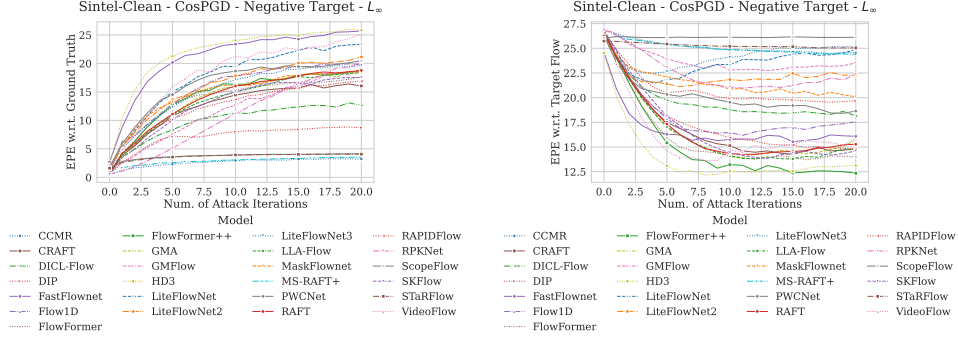 Sintel-Clean - CosPGD - Negative Target - L∞
EPE w.r.t. Ground Truth
25
20
15
10
5
0
0.0 2.5 5.0 7.5 10.0 12.5 15.0 17.5 20.0
Num. of Attack Iterations
Model
CCMR FlowFormer++ LiteFlowNet3 RAPIDFlow
CRAFT GMA LLA-Flow RPKNet
DICL-Flow GMFlow MaskFlownet ScopeFlow
DIP HD3 MS-RAFT+ SKFlow
FastFlownet LiteFlowNet PWCNet STaRFlow
Flow1D LiteFlowNet2 RAFT VideoFlow
FlowFormer
Sintel-Clean - CosPGD - Negative Target - L∞
EPE w.r.t. Target Flow
27.5
25.0
22.5
20.0
17.5
15.0
12.5
0.0 2.5 5.0 7.5 10.0 12.5 15.0 17.5 20.0
Num. of Attack Iterations
Model
CCMR FlowFormer++ LiteFlowNet3 RAPIDFlow
CRAFT GMA LLA-Flow RPKNet
DICL-Flow GMFlow MaskFlownet ScopeFlow
DIP HD3 MS-RAFT+ SKFlow
FastFlownet LiteFlowNet PWCNet STaRFlow
Flow1D LiteFlowNet2 RAFT VideoFlow
FlowFormer